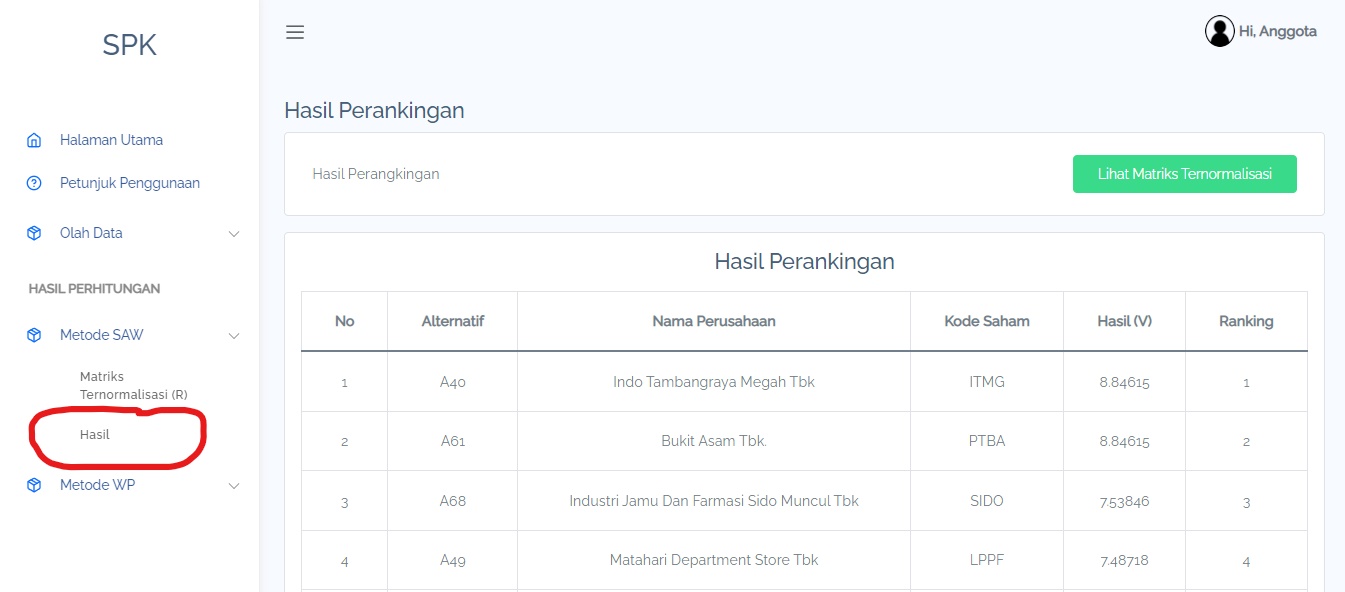 SPK
Hi, Anggota
Halaman Utama
Petunjuk Penggunaan
Olah Data
HASIL PERHITUNGAN
Metode SAW
Matriks
Ternormalisasi (R)
Hasil
Metode WP
Hasil Perankingan
Hasil Perangkingan
Lihat Matriks Ternormalisasi
Hasil Perankingan
No Alternatif Nama Perusahaan Kode Saham Hasil (V) Ranking
1 A40 Indo Tambangraya Megah Tbk ITMG 8.84615 1
2 A61 Bukit Asam Tbk. PTBA 8.84615 2
3 A68 Industri Jamu Dan Farmasi Sido Muncul Tbk SIDO 7.53846 3
4 A49 Matahari Department Store Tbk LPPF 7.48718 4